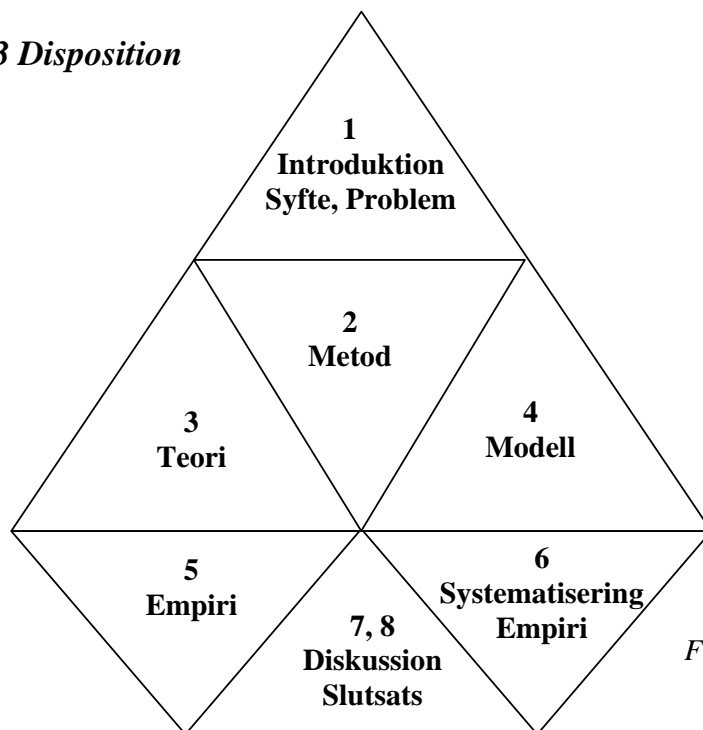 3 Disposition
1
Introduktion
Syfte, Problem
2
Metod
3
Teori
4
Modell
5
Empiri
6
Systematisering
Empiri
7, 8
Diskussion
Slutsats
F